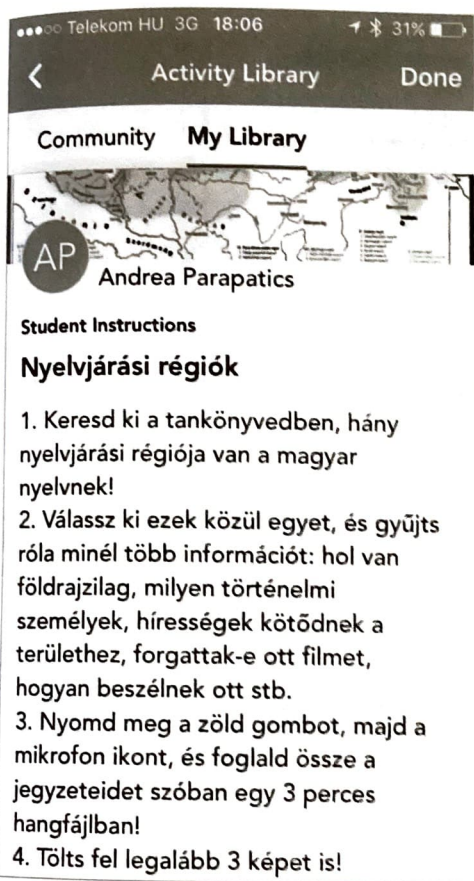 Telekom HU 3G 18:06 31%
Activity Library Done
Community My Library
AP
Andrea Parapatics
Student Instructions
Nyelvjárási régiók
1. Keresd ki a tankönyvedben, hány
nyelvjárási régiója van a magyar
nyelvnek!
2. Válassz ki ezek közül egyet, és gyűjts
róla minél több információt: hol van
földrajzilag, milyen történelmi
személyek, hírességek kötődnek a
területhez, forgattak-e ott filmet,
hogyan beszélnek ott stb.
3. Nyomd meg a zöld gombot, majd a
mikrofon ikont, és foglald össze a
jegyzeteidet szóban egy 3 perces
hangfájlban!
4. Tölts fel legalább 3 képet is!